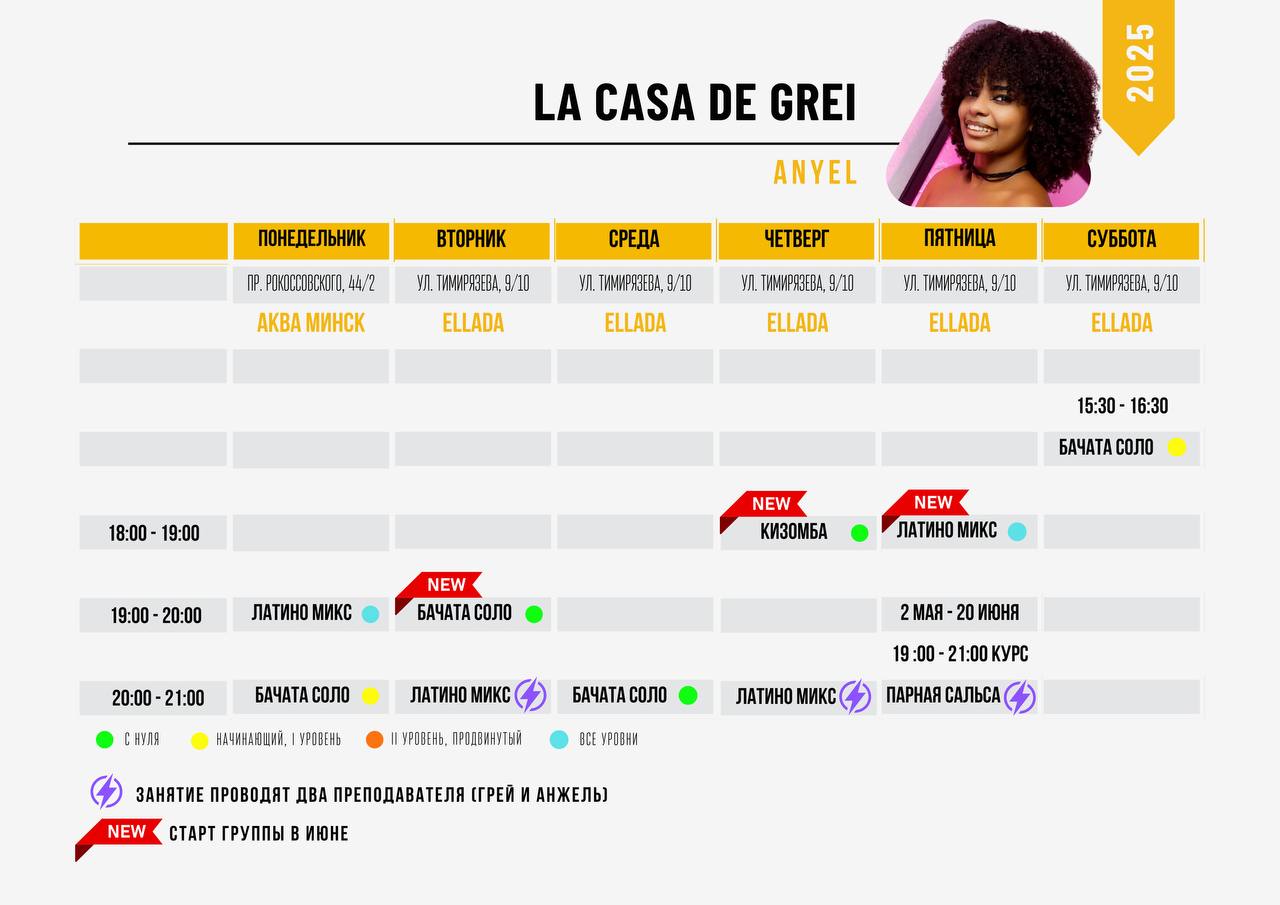 2025
LA CASA DE GREI
ANYEL
ПОНЕДЕЛЬНИК ВТОРНИК СРЕДА ЧЕТВЕРГ ПЯТНИЦА СУББОТА
ПР. РОКОССОВСКОГО, 44/2 УЛ. ТИМИРЯЗЕВА, 9/10 УЛ. ТИМИРЯЗЕВА, 9/10 УЛ. ТИМИРЯЗЕВА, 9/10 УЛ. ТИМИРЯЗЕВА, 9/10 УЛ. ТИМИРЯЗЕВА, 9/10
АКВА МИНСК ELLADA ELLADA ELLADA ELLADA ELLADA
15:30 - 16:30
БАЧАТА СОЛО
NEW NEW
18:00 - 19:00 КИЗОМБА ЛАТИНО МИКС
NEW
19:00 - 20:00 ЛАТИНО МИКС БАЧАТА СОЛО 2 МАЯ - 20 ИЮНЯ
19 :00 - 21:00 КУРС
20:00 - 21:00 БАЧАТА СОЛО ЛАТИНО МИКС БАЧАТА СОЛО ЛАТИНО МИКС ПАРНАЯ САЛЬСА
С НУЛЯ НАЧИНАЮЩИЙ, I УРОВЕНЬ II УРОВЕНЬ, ПРОДВИНУТЫЙ ВСЕ УРОВНИ
ЗАНЯТИЕ ПРОВОДЯТ ДВА ПРЕПОДАВАТЕЛЯ (ГРЕЙ И АНЖЕЛЬ)
NEW СТАРТ ГРУППЫ В ИЮНЕ